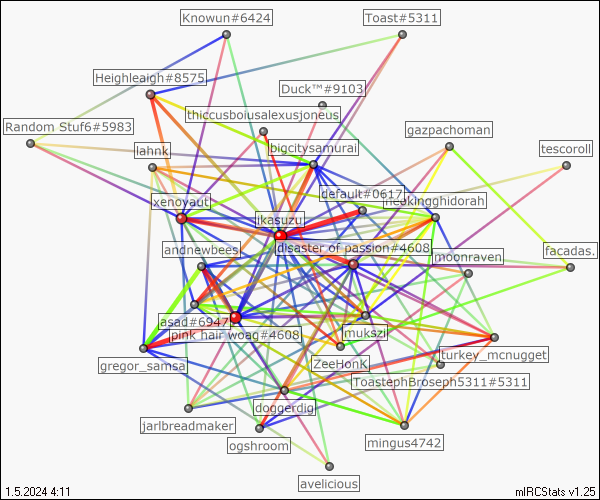 Knowun#6424
Toast#5311
Heighleaigh#8575
Duck™#9103
thiccusboiusalexusjoneus
Random Stuf6#5983
gazpachoman
lahnk
bigcitysamurai
tescoroll
default#0617
xenoyaut
neokingghidorah
ikasuzu
andnewbees
disaster of passion#4608
moonraven
facadas.
asad#6947
mukszi
pink hair woag#4608
gregor_samsa
ZeeHonk
turkey_mcnugget
ToastephBroseph5311#5311
doggerdig
jarlbreadmaker
ogshroom
mingus4742
avelicious
1.5.2024 4:11
mIRCStats v1.25